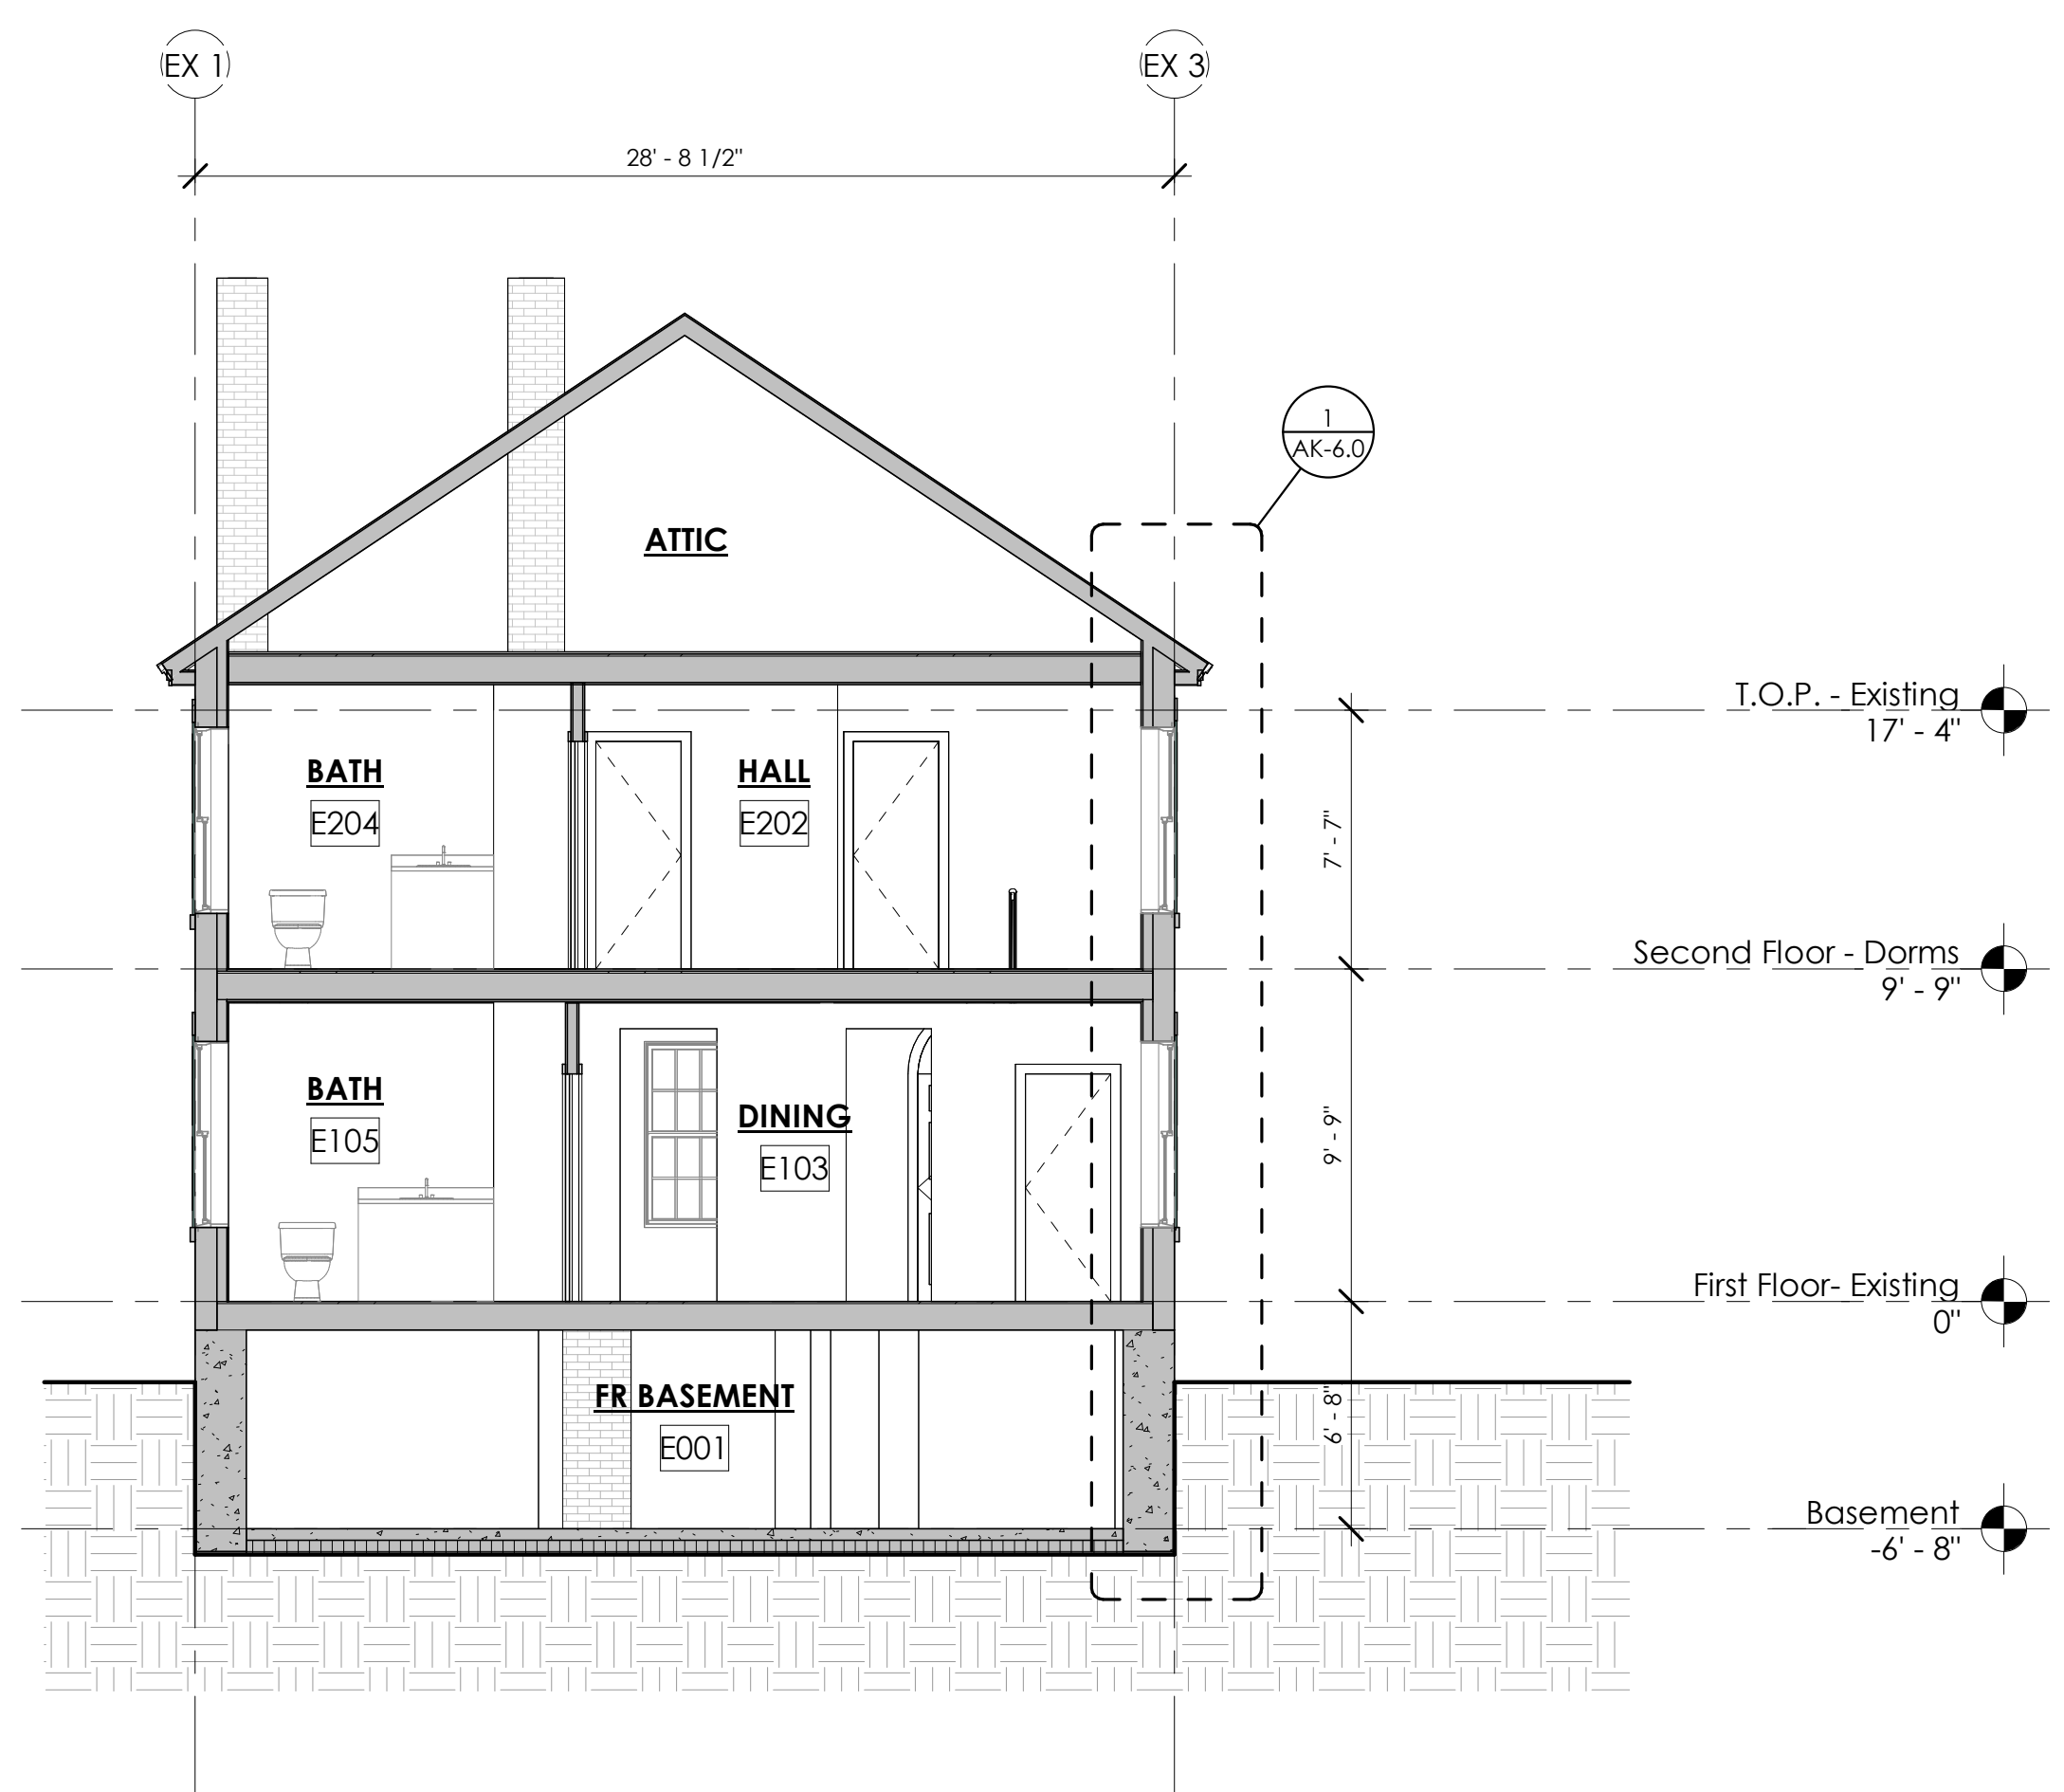 EX 1
EX 3
28' - 8 1/2"
1
AK-6.0
ATTIC
T.O.P. - Existing
17' - 4"
BATH
E204
HALL
E202
7' - 7"
Second Floor - Dorms
9' - 9"
BATH
E105
DINING
E103
9' - 9"
First Floor- Existing
0"
FR BASEMENT
E001
6' - 8"
Basement
-6' - 8"